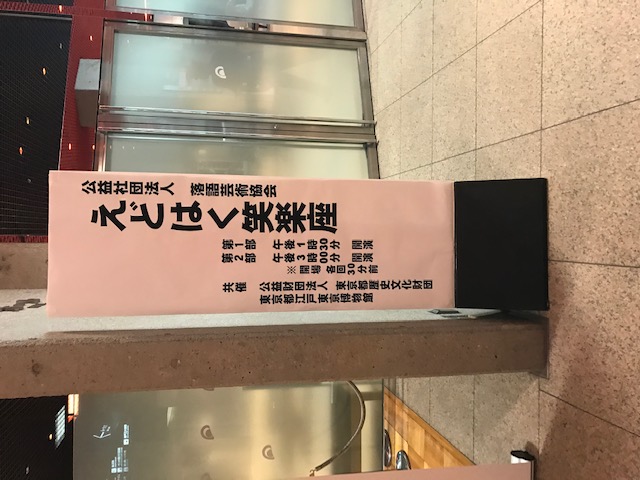 公益社団法人　落語芸術協会
えどはく笑楽座
第1部　午後1時30分　開演
第2部　午後3時00分　開演
※開場 各回30分前
共催　公益財団法人 東京都歴史文化財団
東京都江戸東京博物館